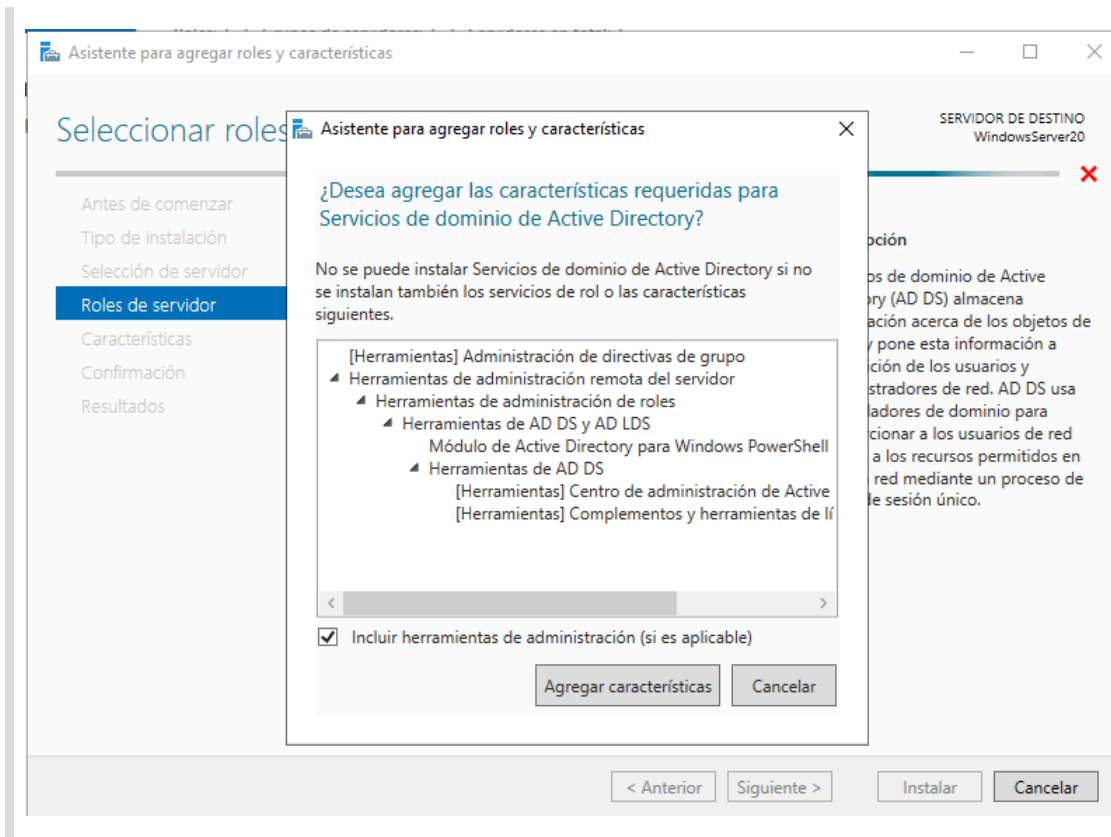 Asistente para agregar roles y características
Seleccionar roles
SERVIDOR DE DESTINO
WindowsServer20
Antes de comenzar
Tipo de instalación
Selección de servidor
Roles de servidor
Características
Confirmación
Resultados
Asistente para agregar roles y características
¿Desea agregar las características requeridas para
Servicios de dominio de Active Directory?
No se puede instalar Servicios de dominio de Active Directory si no
se instalan también los servicios de rol o las características
siguientes.
[Herramientas] Administración de directivas de grupo
Herramientas de administración remota del servidor
Herramientas de administración de roles
Herramientas de AD DS y AD LDS
Módulo de Active Directory para Windows PowerShell
Herramientas de AD DS
[Herramientas] Centro de administración de Active
[Herramientas] Complementos y herramientas de lí
Incluir herramientas de administración (si es aplicable)
Agregar características
Cancelar
de dominio de Active
(AD DS) almacena
acerca de los objetos de
y pone esta información a
de los usuarios y
de red. AD DS usa
de dominio para
a los usuarios de red
a los recursos permitidos en
red mediante un proceso de
de sesión único.
< Anterior
Siguiente >
Instalar
Cancelar